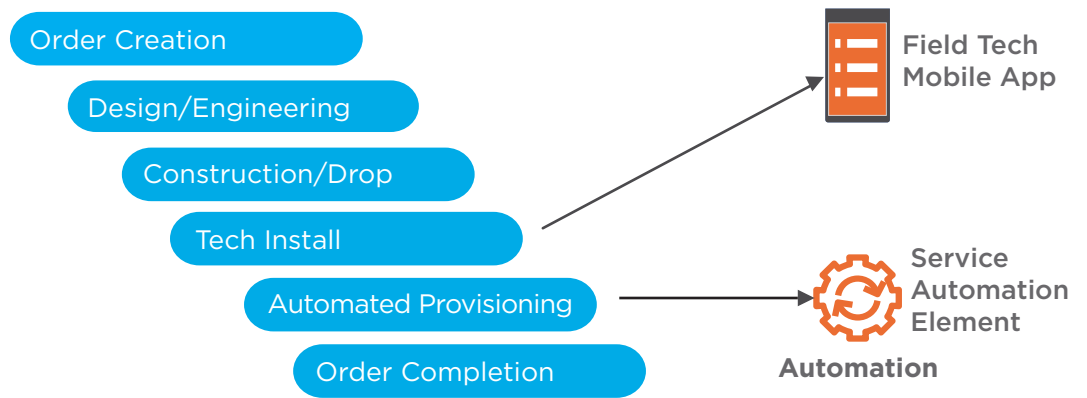 Order Creation
Design/Engineering
Construction/Drop
Tech Install
Automated Provisioning
Order Completion
Field Tech
Mobile App
Service
Automation
Element
Automation